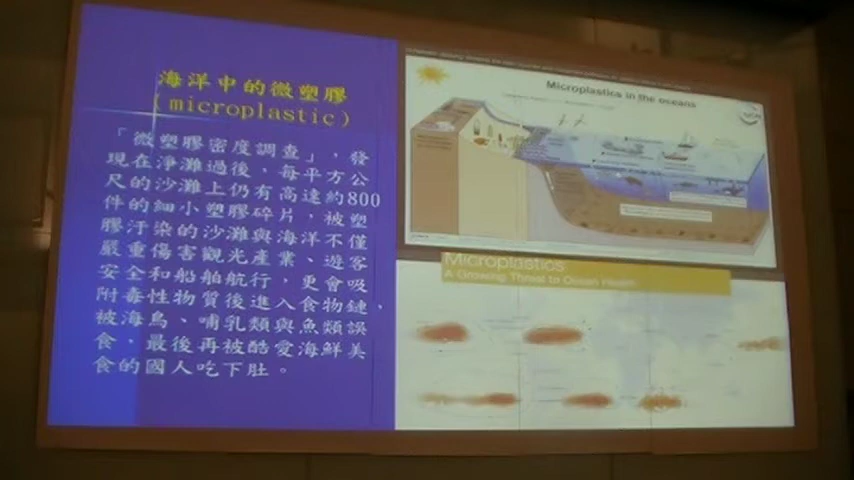 海洋中的微塑膠
(microplastic)
「微塑膠密度調查」，發
現在淨灘過後，每平方公
尺的沙灘上仍有高達約800
件的細小塑膠碎片，被塑
膠汙染的沙灘與海洋不僅
嚴重傷害觀光產業、遊客
安全和船舶航行，更會吸
附毒性物質後進入食物鏈，
被海鳥、哺乳類與魚類誤
食，最後再被酷愛海鮮美
食的國人吃下肚。
Microplastics in the oceans
Microplastics
A Growing Threat to Ocean Health